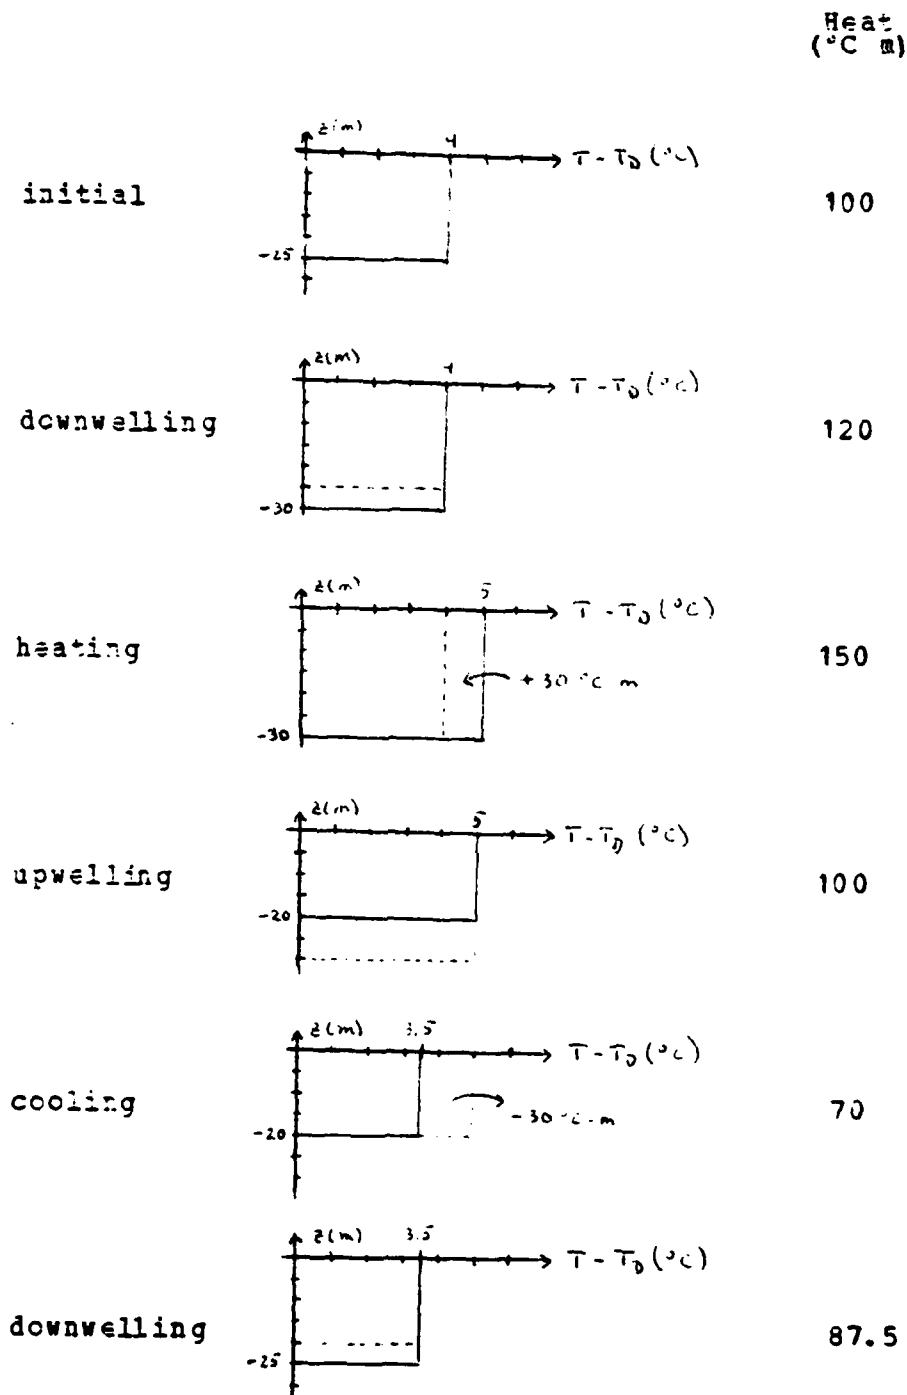 Heat
(°C m)
z(m)
4
T - T_D (°C)
initial
100
-25
z(m)
4
T - T_D (°C)
downwelling
120
-30
z(m)
5
T - T_D (°C)
heating
150
+30 °C m
-30
z(m)
5
T - T_D (°C)
upwelling
100
-20
z(m)
3.5
T - T_D (°C)
cooling
70
-30 °C m
-20
z(m)
3.5
T - T_D (°C)
downwelling
87.5
-25